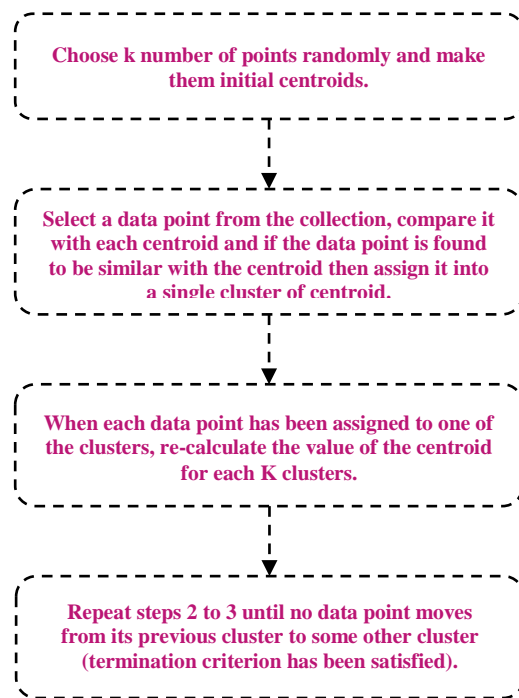 Choose k number of points randomly and make
them initial centroids.
Select a data point from the collection, compare it
with each centroid and if the data point is found
to be similar with the centroid then assign it into
a single cluster of centroid.
When each data point has been assigned to one of
the clusters, re-calculate the value of the centroid
for each K clusters.
Repeat steps 2 to 3 until no data point moves
from its previous cluster to some other cluster
(termination criterion has been satisfied).